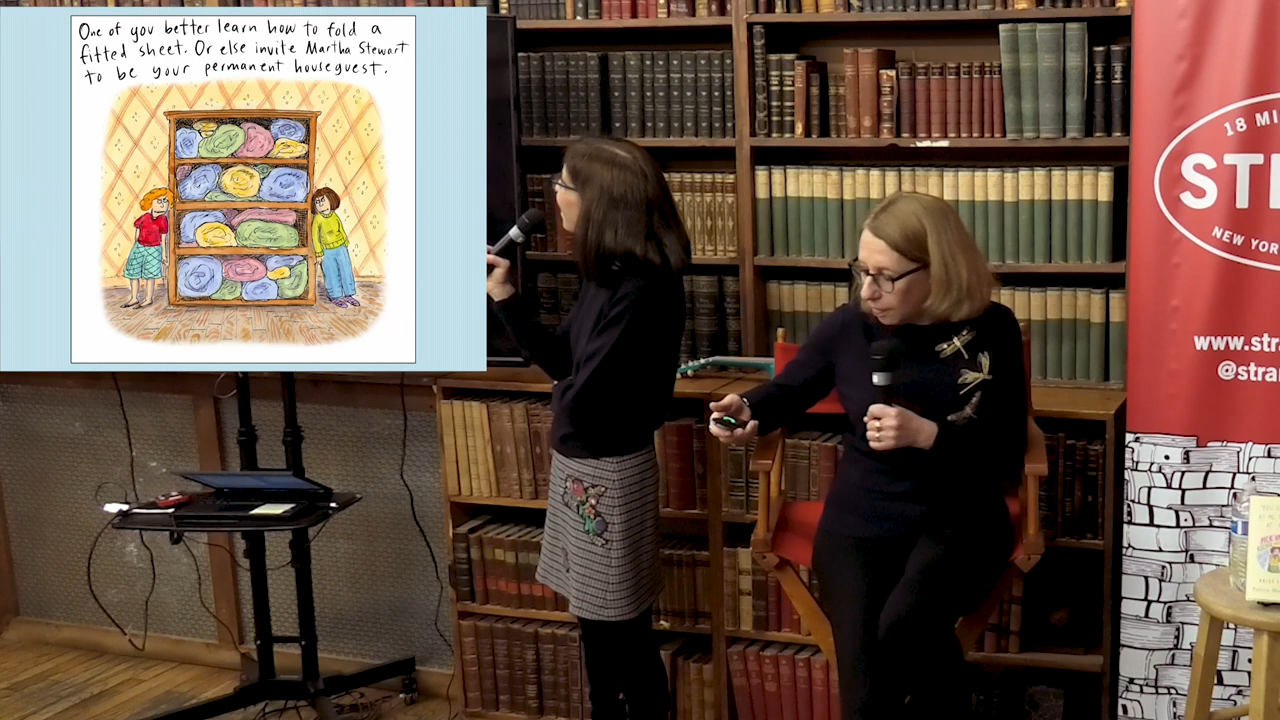 One of you better learn how to fold a
fitted sheet. Or else invite Martha Stewart
to be your permanent houseguest.
18 MI
ST
NEW YOR
www.stra
@stran